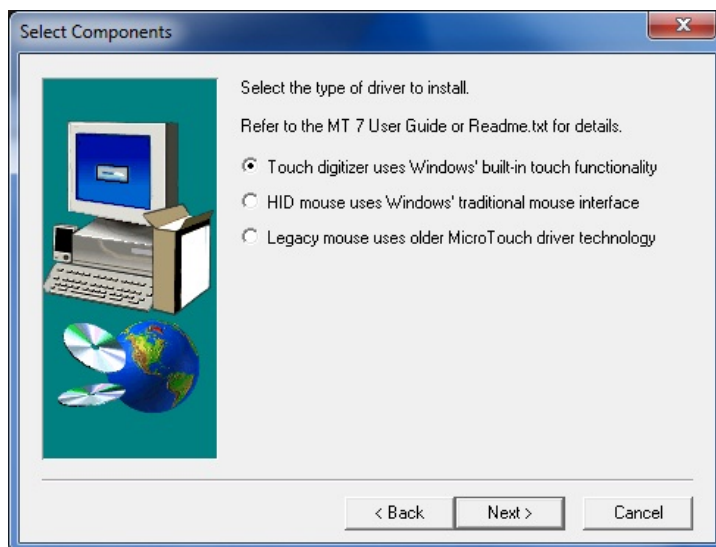 Select Components
Select the type of driver to install.
Refer to the MT 7 User Guide or Readme.txt for details.
Touch digitizer uses Windows' built-in touch functionality
HID mouse uses Windows' traditional mouse interface
Legacy mouse uses older MicroTouch driver technology
< Back Next > Cancel